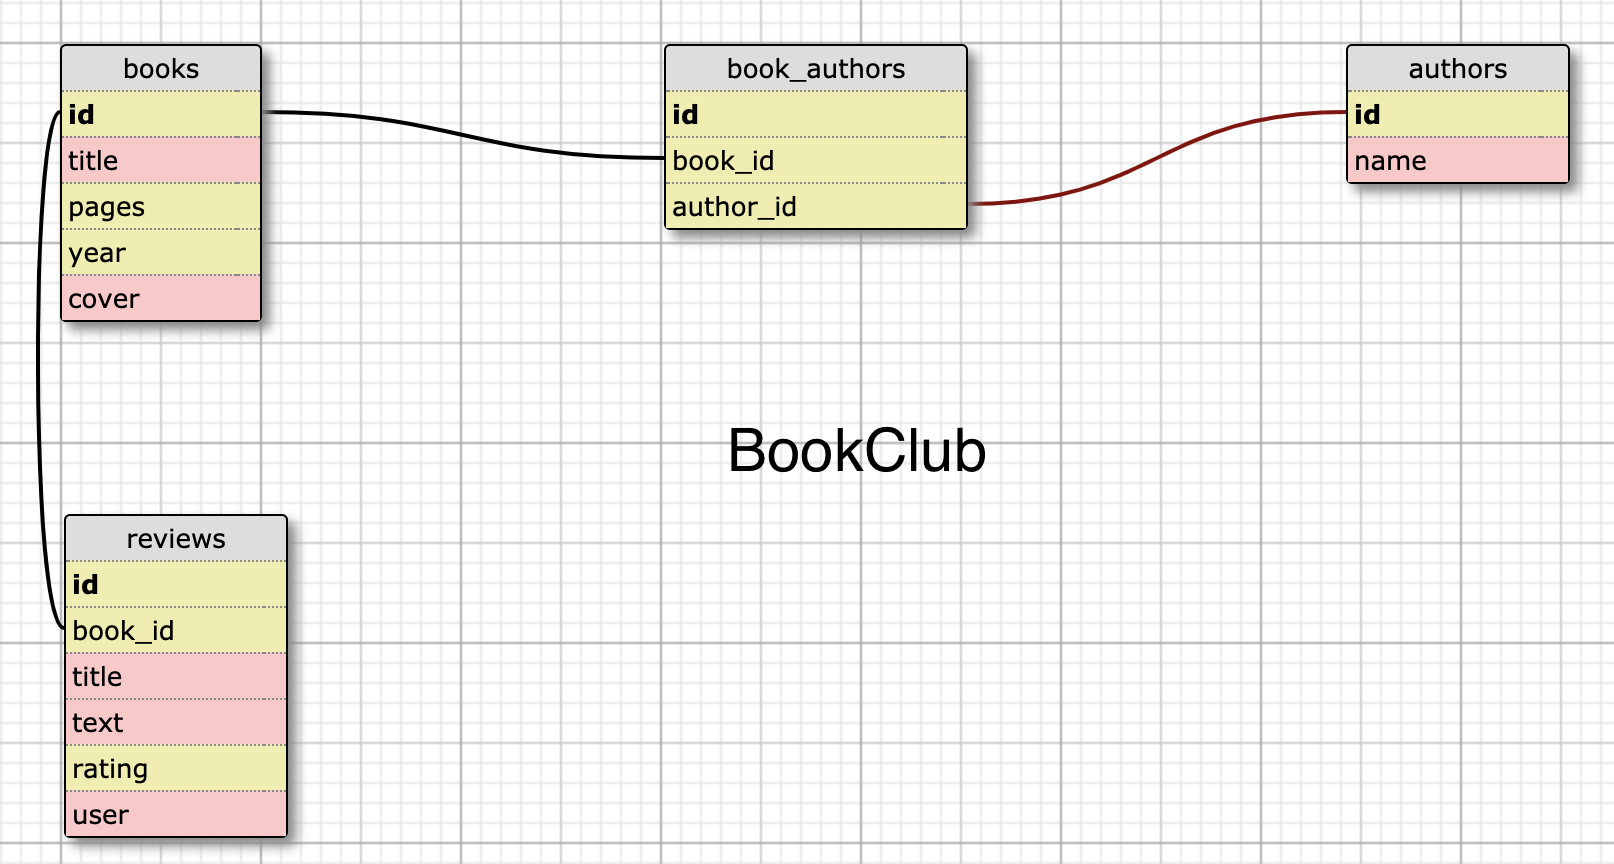 books
id
title
pages
year
cover
book_authors
id
book_id
author_id
authors
id
name
BookClub
reviews
id
book_id
title
text
rating
user